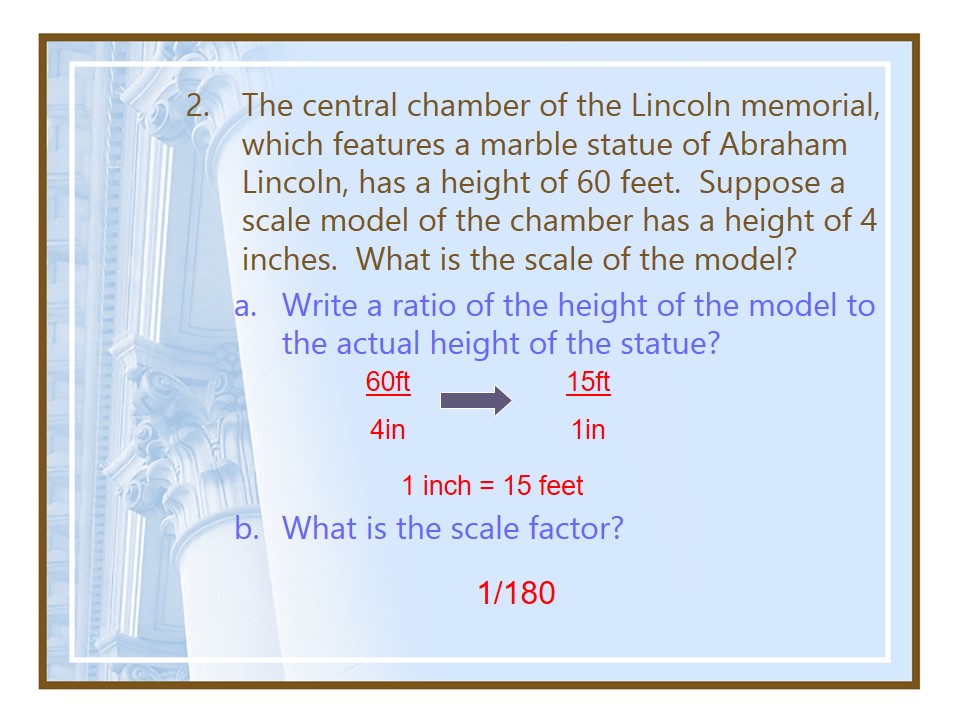 2. The central chamber of the Lincoln memorial,
which features a marble statue of Abraham
Lincoln, has a height of 60 feet.  Suppose a
scale model of the chamber has a height of 4
inches.  What is the scale of the model?
a. Write a ratio of the height of the model to
the actual height of the statue?
60ft 15ft
4in 1in
1 inch = 15 feet
b. What is the scale factor?
1/180